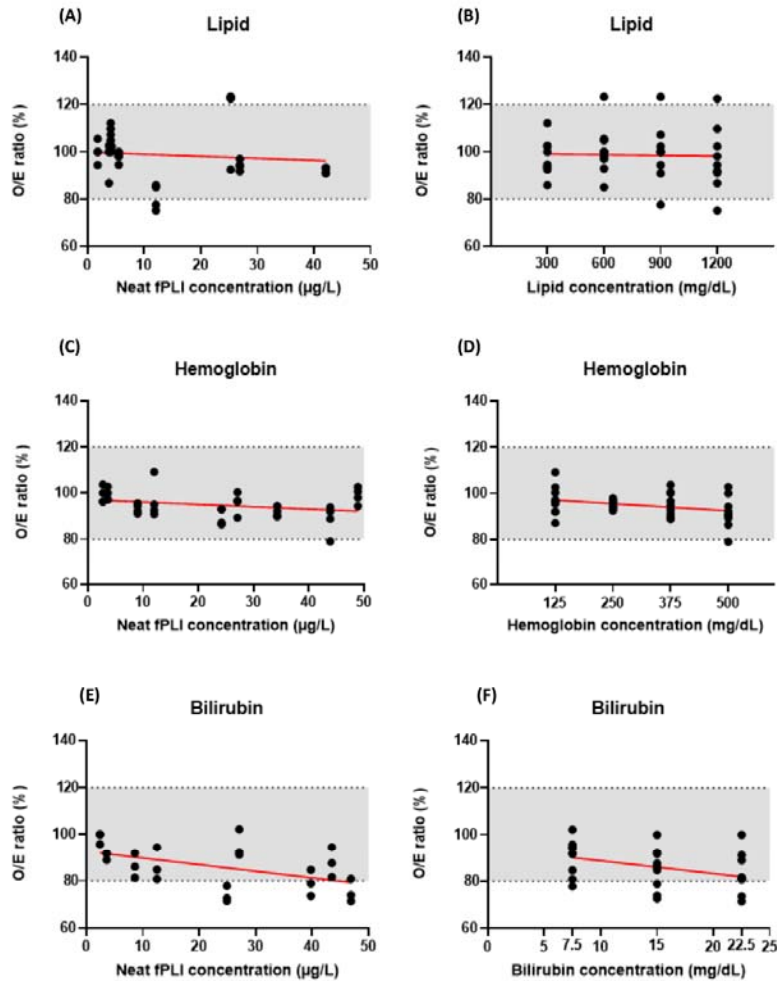 (A)
Lipid
140
120
100
80
60
O/E ratio (%)
0 10 20 30 40 50
Neat fPLI concentration (µg/L)
(B)
Lipid
140
120
100
80
60
O/E ratio (%)
300 600 900 1200
Lipid concentration (mg/dL)
(C)
Hemoglobin
140
120
100
80
60
O/E ratio (%)
0 10 20 30 40 50
Neat fPLI concentration (µg/L)
(D)
Hemoglobin
140
120
100
80
60
O/E ratio (%)
125 250 375 500
Hemoglobin concentration (mg/dL)
(E)
Bilirubin
140
120
100
80
60
O/E ratio (%)
0 10 20 30 40 50
Neat fPLI concentration (µg/L)
(F)
Bilirubin
140
120
100
80
60
O/E ratio (%)
0 5 7.5 10 15 20 22.5 25
Bilirubin concentration (mg/dL)